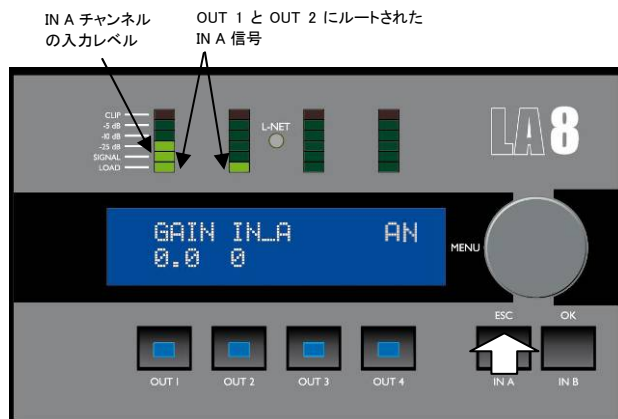 IN A チャンネル
の入力レベル
OUT 1 と OUT 2 にルートされた
IN A 信号
CLIP
-5 dB
-10 dB
-25 dB
SIGNAL
LOAD
L-NET
LA8
GAIN IN_A AN
0.0 0
MENU
ESC OK
OUT 1 OUT 2 OUT 3 OUT 4 IN A IN B